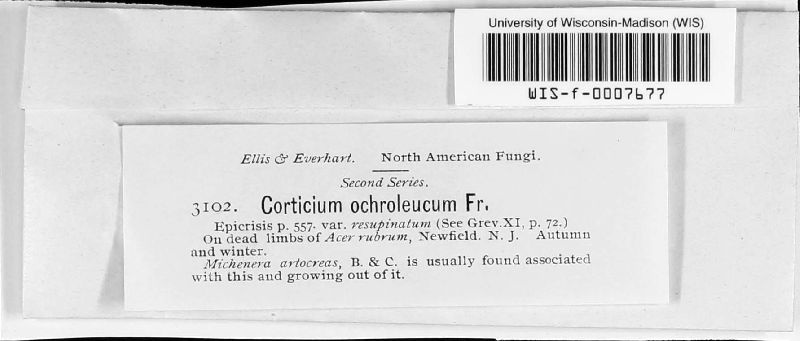 University of Wisconsin-Madison (WIS)
WIS-f-0007677
Ellis & Everhart. North American Fungi.
Second Series.
3102. Corticium ochroleucum Fr.
Epicrisis p. 557. var. resupinatum (See Grev. XI, p. 72.)
On dead limbs of Acer rubrum, Newfield. N. J. Autumn
and winter.
Michenera artocreas, B. & C. is usually found associated
with this and growing out of it.